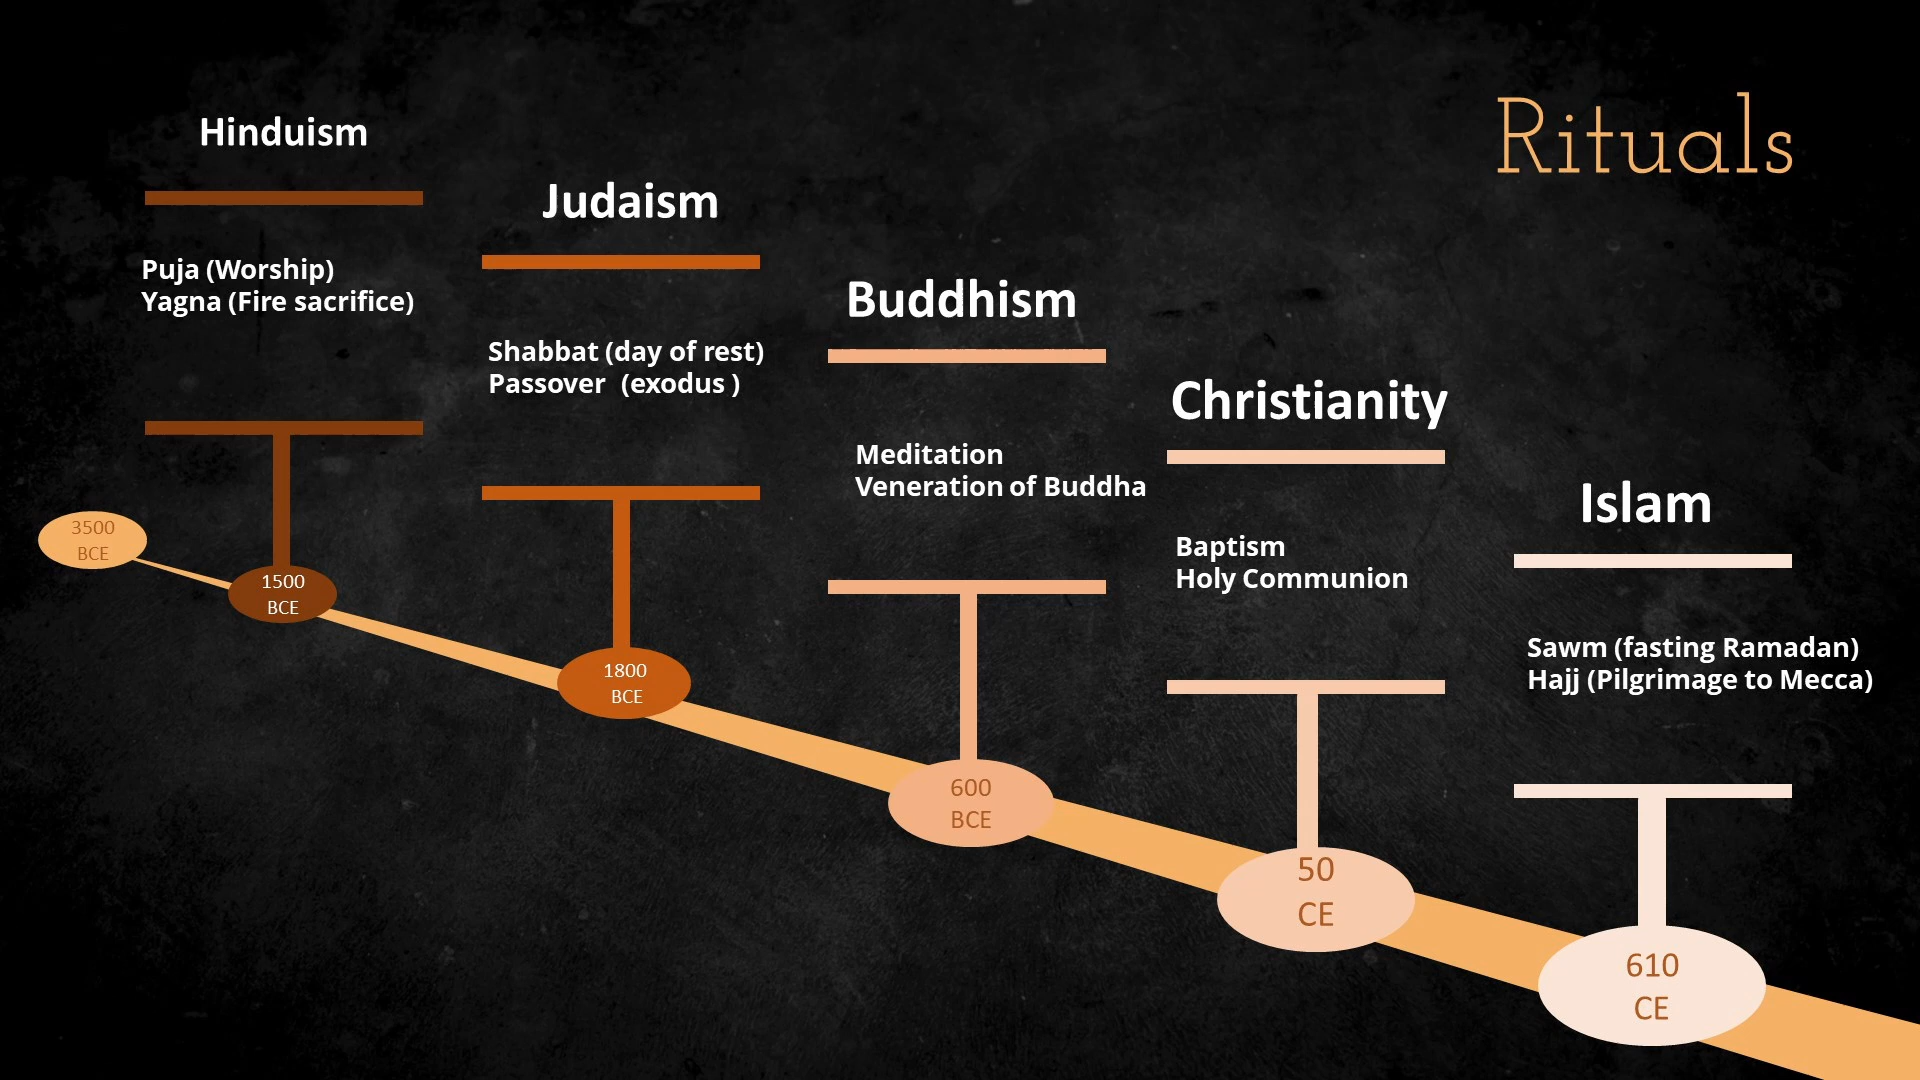 Rituals
Hinduism
Puja (Worship)
Yagna (Fire sacrifice)
Judaism
Shabbat (day of rest)
Passover  (exodus )
Buddhism
Meditation
Veneration of Buddha
Christianity
Baptism
Holy Communion
Islam
Sawm (fasting Ramadan)
Hajj (Pilgrimage to Mecca)
3500
BCE
1500
BCE
1800
BCE
600
BCE
50
CE
610
CE